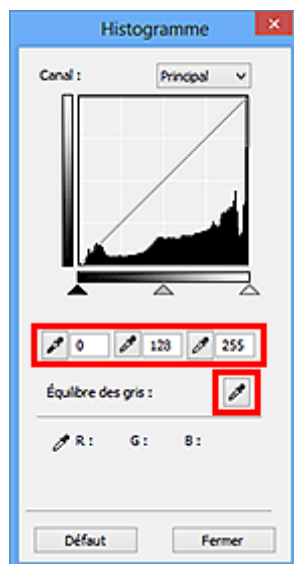 Histogramme
Canal : Principal
0 128 255
Équilibre des gris :
R : G : B :
Défaut Fermer